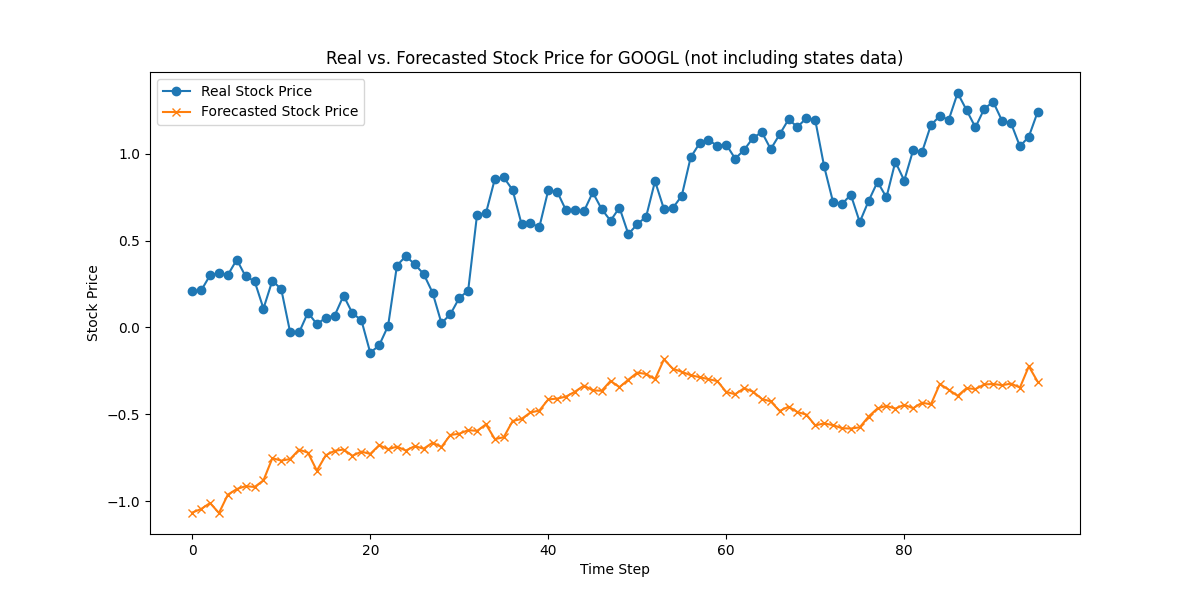 Real vs. Forecasted Stock Price for GOOGL (not including states data)
Real Stock Price
Forecasted Stock Price
1.0
0.5
0.0
−0.5
−1.0
Stock Price
0 20 40 60 80
Time Step